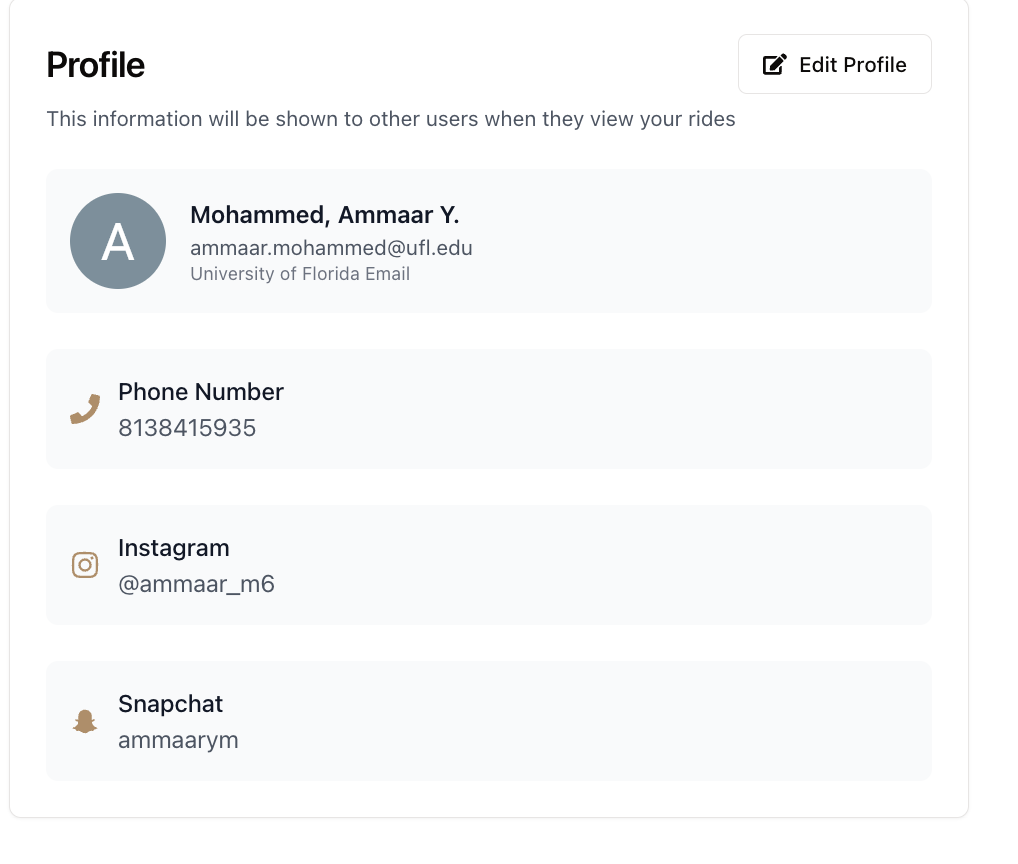 Profile
Edit Profile
This information will be shown to other users when they view your rides
A
Mohammed, Ammaar Y.
ammaar.mohammed@ufl.edu
University of Florida Email
Phone Number
8138415935
Instagram
@ammaar_m6
Snapchat
ammaarym